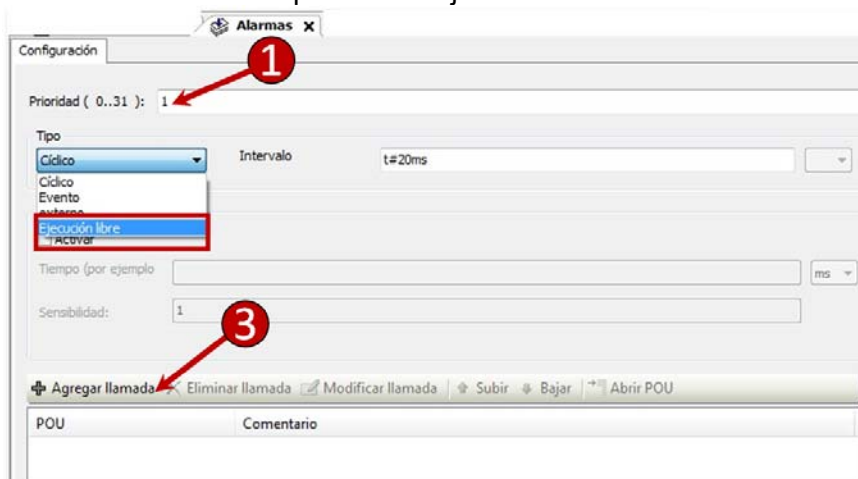 Alarmas X
Configuración
1
Prioridad ( 0..31 ): 1
Tipo
Cíclico Intervalo t#20ms
Cíclico
Evento
externo
Ejecución libre
Activar
Tiempo (por ejemplo ms
Sensibilidad: 1
3
Agregar llamada Eliminar llamada Modificar llamada Subir Bajar Abrir POU
POU Comentario